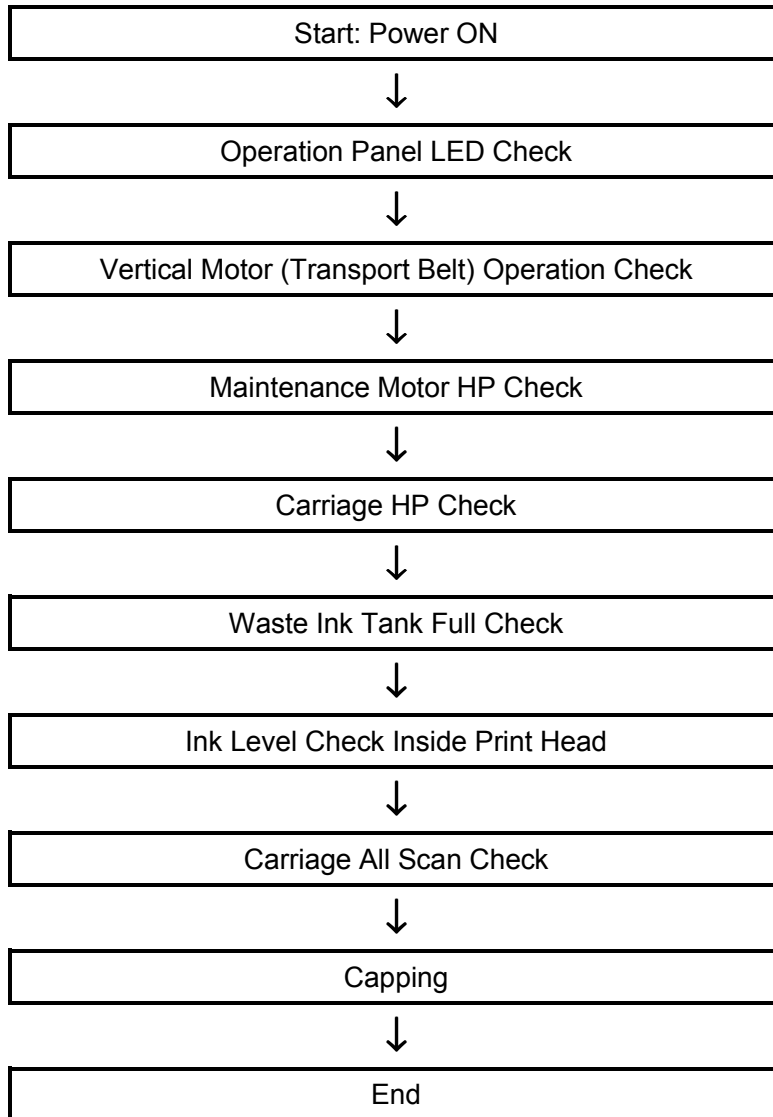 Start: Power ON
↓
Operation Panel LED Check
↓
Vertical Motor (Transport Belt) Operation Check
↓
Maintenance Motor HP Check
↓
Carriage HP Check
↓
Waste Ink Tank Full Check
↓
Ink Level Check Inside Print Head
↓
Carriage All Scan Check
↓
Capping
↓
End